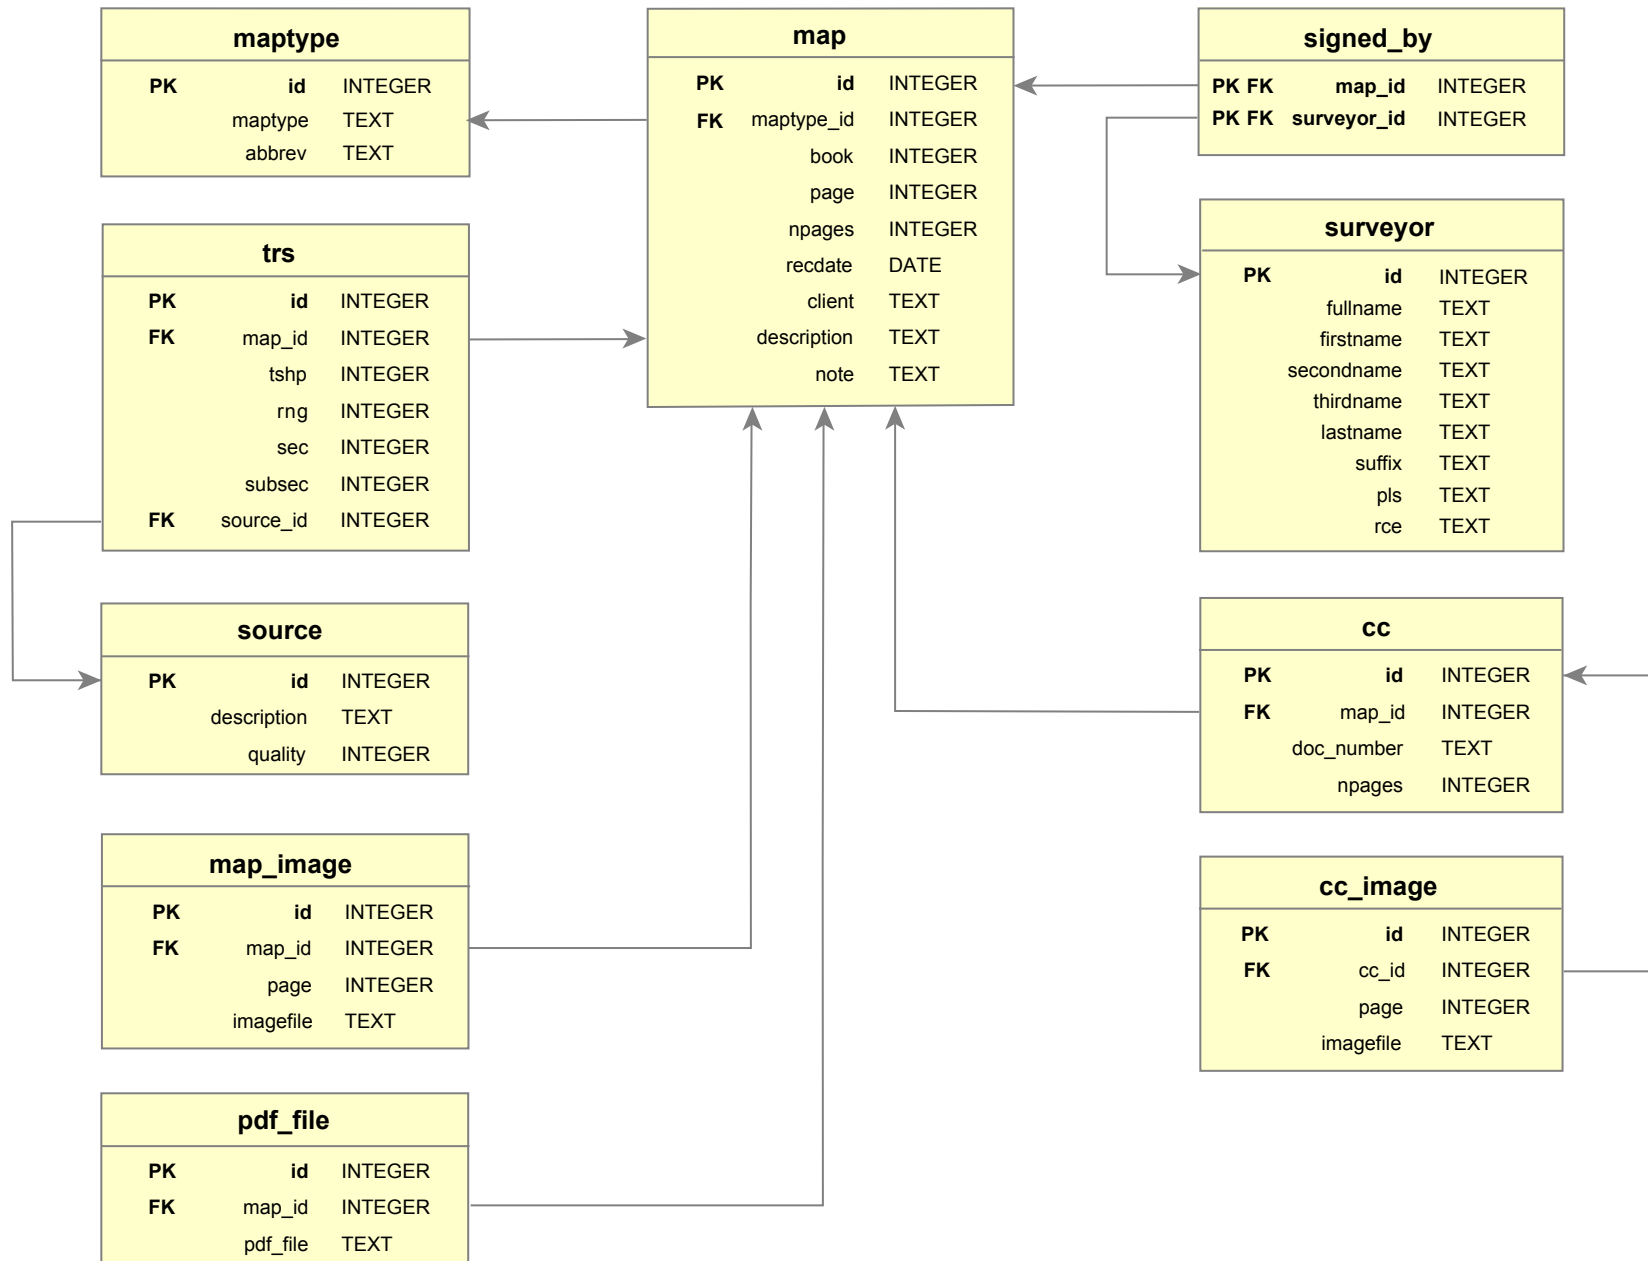 maptype
PK id INTEGER
maptype TEXT
abbrev TEXT
trs
PK id INTEGER
FK map_id INTEGER
tshp INTEGER
rng INTEGER
sec INTEGER
subsec INTEGER
FK source_id INTEGER
source
PK id INTEGER
description TEXT
quality INTEGER
map_image
PK id INTEGER
FK map_id INTEGER
page INTEGER
imagefile TEXT
pdf_file
PK id INTEGER
FK map_id INTEGER
pdf_file TEXT
map
PK id INTEGER
FK maptype_id INTEGER
book INTEGER
page INTEGER
npages INTEGER
recdate DATE
client TEXT
description TEXT
note TEXT
signed_by
PK FK map_id INTEGER
PK FK surveyor_id INTEGER
surveyor
PK id INTEGER
fullname TEXT
firstname TEXT
secondname TEXT
thirdname TEXT
lastname TEXT
suffix TEXT
pls TEXT
rce TEXT
cc
PK id INTEGER
FK map_id INTEGER
doc_number TEXT
npages INTEGER
cc_image
PK id INTEGER
FK cc_id INTEGER
page INTEGER
imagefile TEXT